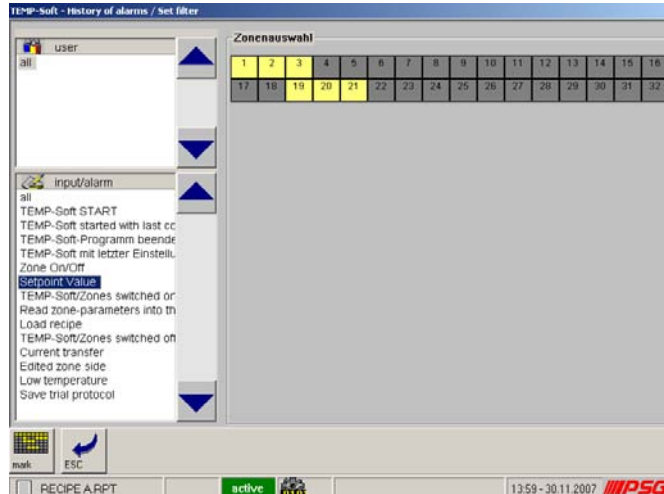 TEMP-Soft - History of alarms / Set filter
user
all
Zonenauswahl
1 2 3 4 5 6 7 8 9 10 11 12 13 14 15 16
17 18 19 20 21 22 23 24 25 26 27 28 29 30 31 32
input/alarm
all
TEMP-Soft START
TEMP-Soft started with last cc
TEMP-Soft-Programm beende
TEMP-Soft mit letzter Einstellu
Zone On/Off
Setpoint Value
TEMP-Soft/Zones switched or
Read zone-parameters into th
Load recipe
TEMP-Soft/Zones switched off
Current transfer
Edited zone side
Low temperature
Save trial protocol
mark
ESC
RECIPE A.RPT
active
13:59 - 30.11.2007
PSG